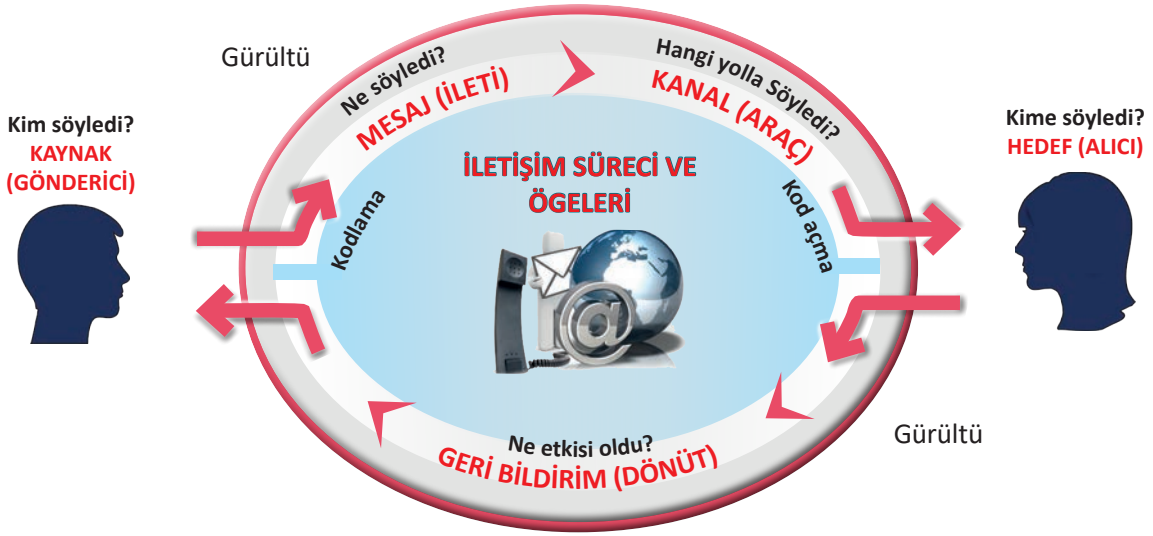 Gürültü
Ne söyledi?
MESAJ (İLETİ)
Hangi yolla Söyledi?
KANAL (ARAÇ)
Kim söyledi?
KAYNAK
(GÖNDERİCİ)
Kime söyledi?
HEDEF (ALICI)
İLETİŞİM SÜRECİ VE
ÖGELERİ
Kodlama
Kod açma
@
Ne etkisi oldu?
GERİ BİLDİRİM (DÖNÜT)
Gürültü